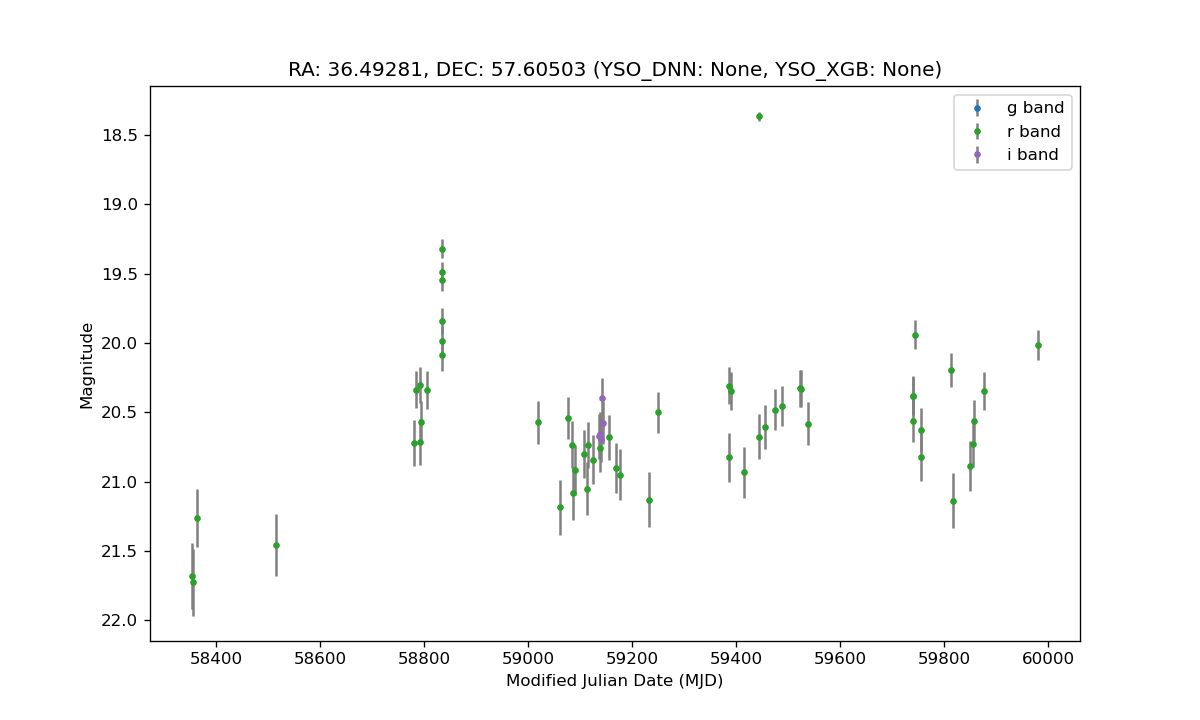 RA: 36.49281, DEC: 57.60503 (YSO_DNN: None, YSO_XGB: None)
g band
r band
i band
18.5
19.0
19.5
20.0
20.5
21.0
21.5
22.0
Magnitude
58400 58600 58800 59000 59200 59400 59600 59800 60000
Modified Julian Date (MJD)